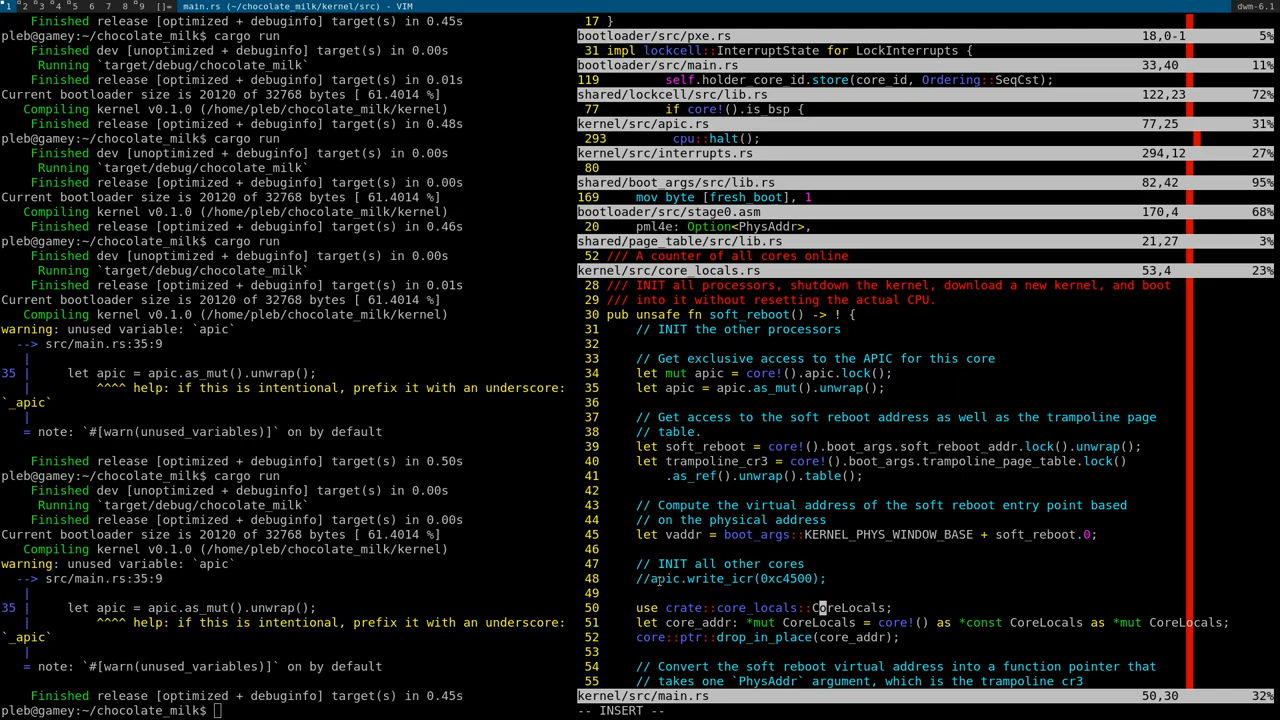 1 2 3 4 5 6 7 8 9 []= main.rs (~/chocolate_milk/kernel/src) - VIM dwm-6.1
    Finished release [optimized + debuginfo] target(s) in 0.45s
pleb@gamey:~/chocolate_milk$ cargo run
    Finished dev [unoptimized + debuginfo] target(s) in 0.00s
     Running `target/debug/chocolate_milk`
    Finished release [optimized + debuginfo] target(s) in 0.01s
Current bootloader size is 20120 of 32768 bytes [ 61.4014 %]
   Compiling kernel v0.1.0 (/home/pleb/chocolate_milk/kernel)
    Finished release [optimized + debuginfo] target(s) in 0.48s
pleb@gamey:~/chocolate_milk$ cargo run
    Finished dev [unoptimized + debuginfo] target(s) in 0.00s
     Running `target/debug/chocolate_milk`
    Finished release [optimized + debuginfo] target(s) in 0.00s
Current bootloader size is 20120 of 32768 bytes [ 61.4014 %]
   Compiling kernel v0.1.0 (/home/pleb/chocolate_milk/kernel)
    Finished release [optimized + debuginfo] target(s) in 0.46s
pleb@gamey:~/chocolate_milk$ cargo run
    Finished dev [unoptimized + debuginfo] target(s) in 0.00s
     Running `target/debug/chocolate_milk`
    Finished release [optimized + debuginfo] target(s) in 0.01s
Current bootloader size is 20120 of 32768 bytes [ 61.4014 %]
   Compiling kernel v0.1.0 (/home/pleb/chocolate_milk/kernel)
warning: unused variable: `apic`
  --> src/main.rs:35:9
   |
35 |     let apic = apic.as_mut().unwrap();
   |         ^^^^ help: if this is intentional, prefix it with an underscore:
`_apic`
   |
   = note: `#[warn(unused_variables)]` on by default
    Finished release [optimized + debuginfo] target(s) in 0.50s
pleb@gamey:~/chocolate_milk$ cargo run
    Finished dev [unoptimized + debuginfo] target(s) in 0.00s
     Running `target/debug/chocolate_milk`
    Finished release [optimized + debuginfo] target(s) in 0.00s
Current bootloader size is 20120 of 32768 bytes [ 61.4014 %]
   Compiling kernel v0.1.0 (/home/pleb/chocolate_milk/kernel)
warning: unused variable: `apic`
  --> src/main.rs:35:9
   |
35 |     let apic = apic.as_mut().unwrap();
   |         ^^^^ help: if this is intentional, prefix it with an underscore:
`_apic`
   |
   = note: `#[warn(unused_variables)]` on by default
    Finished release [optimized + debuginfo] target(s) in 0.45s
pleb@gamey:~/chocolate_milk$
17 }
bootloader/src/pxe.rs 18,0-1 5%
31 impl lockcell::InterruptState for LockInterrupts {
bootloader/src/main.rs 33,40 11%
119         self.holder_core_id.store(core_id, Ordering::SeqCst);
shared/lockcell/src/lib.rs 122,23 72%
77         if core!().is_bsp {
kernel/src/apic.rs 77,25 31%
293          cpu::halt();
kernel/src/interrupts.rs 294,12 27%
80
shared/boot_args/src/lib.rs 82,42 95%
169     mov byte [fresh_boot], 1
bootloader/src/stage0.asm 170,4 68%
20     pml4e: Option<PhysAddr>,
shared/page_table/src/lib.rs 21,27 3%
52 /// A counter of all cores online
kernel/src/core_locals.rs 53,4 23%
28 /// INIT all processors, shutdown the kernel, download a new kernel, and boot
29 /// into it without resetting the actual CPU.
30 pub unsafe fn soft_reboot() -> ! {
31     // INIT the other processors
32
33     // Get exclusive access to the APIC for this core
34     let mut apic = core!().apic.lock();
35     let apic = apic.as_mut().unwrap();
36
37     // Get access to the soft reboot address as well as the trampoline page
38     // table.
39     let soft_reboot = core!().boot_args.soft_reboot_addr.lock().unwrap();
40     let trampoline_cr3 = core!().boot_args.trampoline_page_table.lock()
41         .as_ref().unwrap().table();
42
43     // Compute the virtual address of the soft reboot entry point based
44     // on the physical address
45     let vaddr = boot_args::KERNEL_PHYS_WINDOW_BASE + soft_reboot.0;
46
47     // INIT all other cores
48     //apic.write_icr(0xc4500);
49
50     use crate::core_locals::CoreLocals;
51     let core_addr: *mut CoreLocals = core!() as *const CoreLocals as *mut CoreLocals;
52     core::ptr::drop_in_place(core_addr);
53
54     // Convert the soft reboot virtual address into a function pointer that
55     // takes one `PhysAddr` argument, which is the trampoline cr3
kernel/src/main.rs 50,30 32%
-- INSERT --